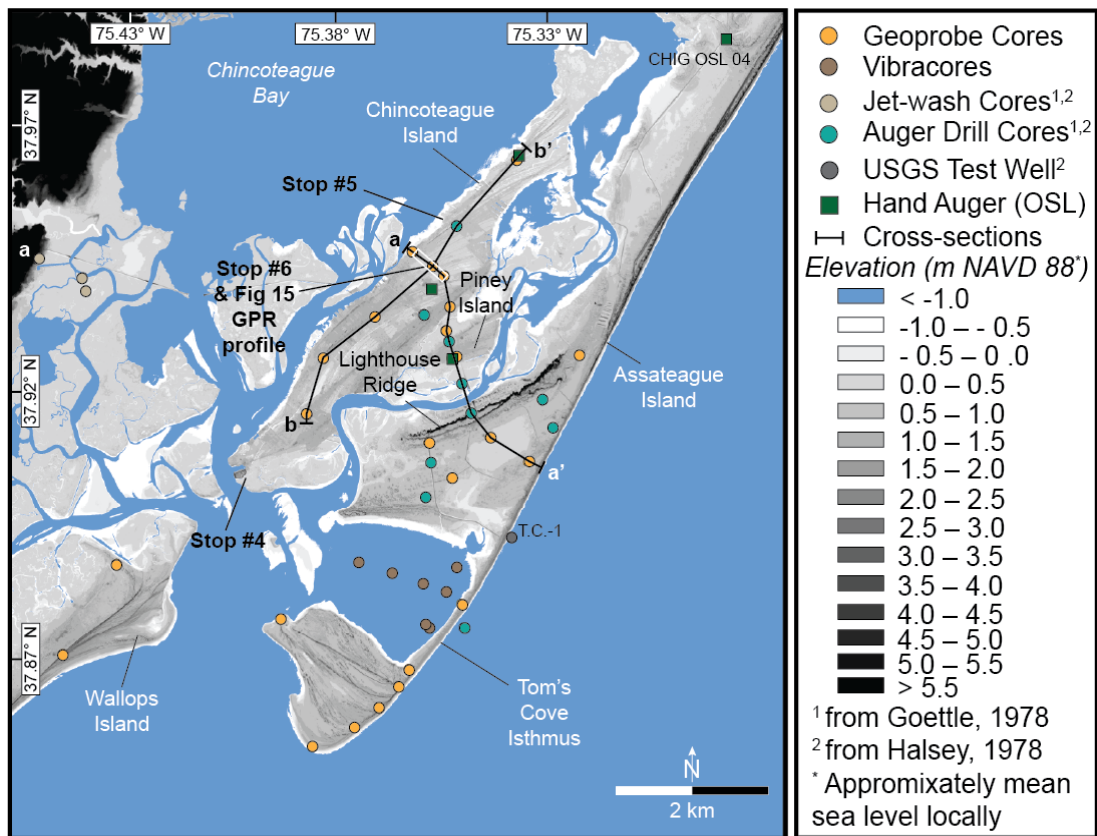 75.43° W
75.38° W
75.33° W
37.97° N
37.92° N
37.87° N
Chincoteague
Bay
CHIG OSL 04
Chincoteague
Island
b'
Stop #5
a
a
Stop #6
& Fig 15
GPR
profile
Piney
Island
Lighthouse
Ridge
Assateague
Island
b
a'
Stop #4
T.C.-1
Wallops
Island
Tom's
Cove
Isthmus
N
2 km
Geoprobe Cores
Vibracores
Jet-wash Cores1,2
Auger Drill Cores1,2
USGS Test Well2
Hand Auger (OSL)
Cross-sections
Elevation (m NAVD 88*)
< -1.0
-1.0 – - 0.5
- 0.5 – 0 .0
0.0 – 0.5
0.5 – 1.0
1.0 – 1.5
1.5 – 2.0
2.0 – 2.5
2.5 – 3.0
3.0 – 3.5
3.5 – 4.0
4.0 – 4.5
4.5 – 5.0
5.0 – 5.5
> 5.5
1 from Goettle, 1978
2 from Halsey, 1978
* Appromixately mean
sea level locally